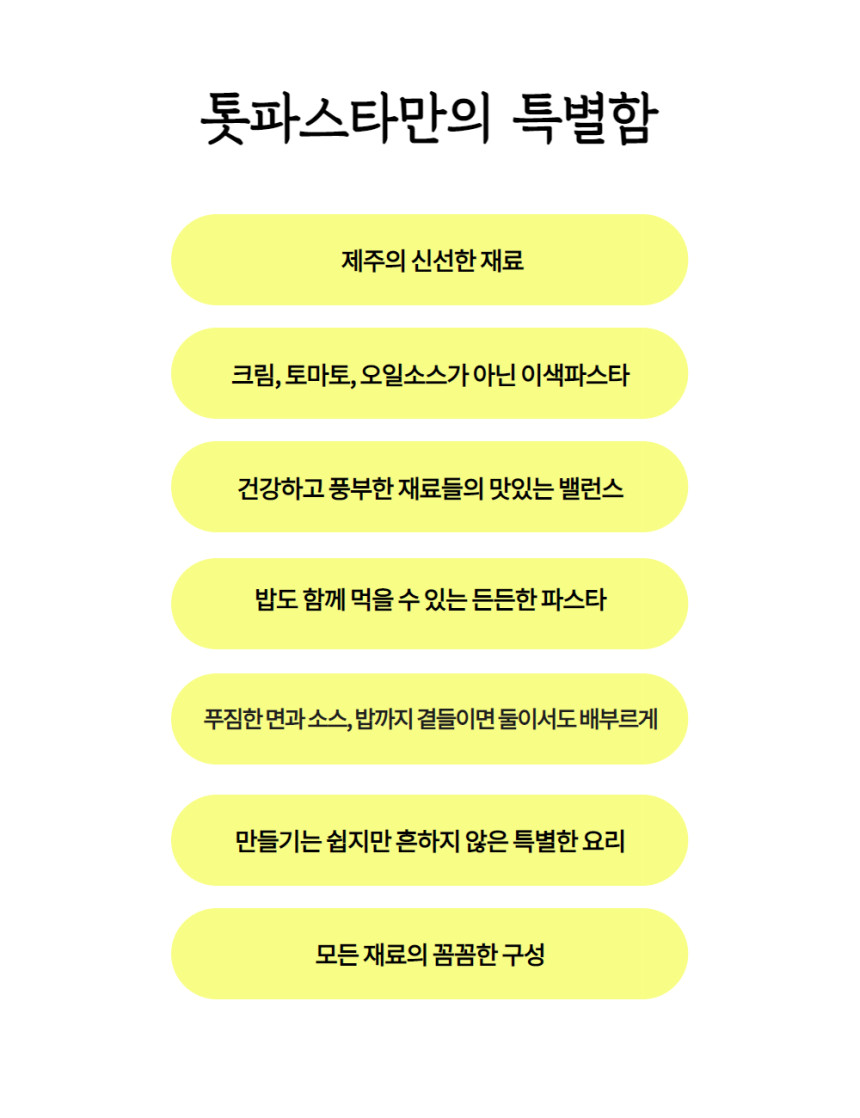 톳파스타만의 특별함
제주의 신선한 재료
크림, 토마토, 오일소스가 아닌 이색파스타
건강하고 풍부한 재료들의 맛있는 밸런스
밥도 함께 먹을 수 있는 든든한 파스타
푸짐한 면과 소스, 밥까지 곁들이면 둘이서도 배부르게
만들기는 쉽지만 흔하지 않은 특별한 요리
모든 재료의 꼼꼼한 구성